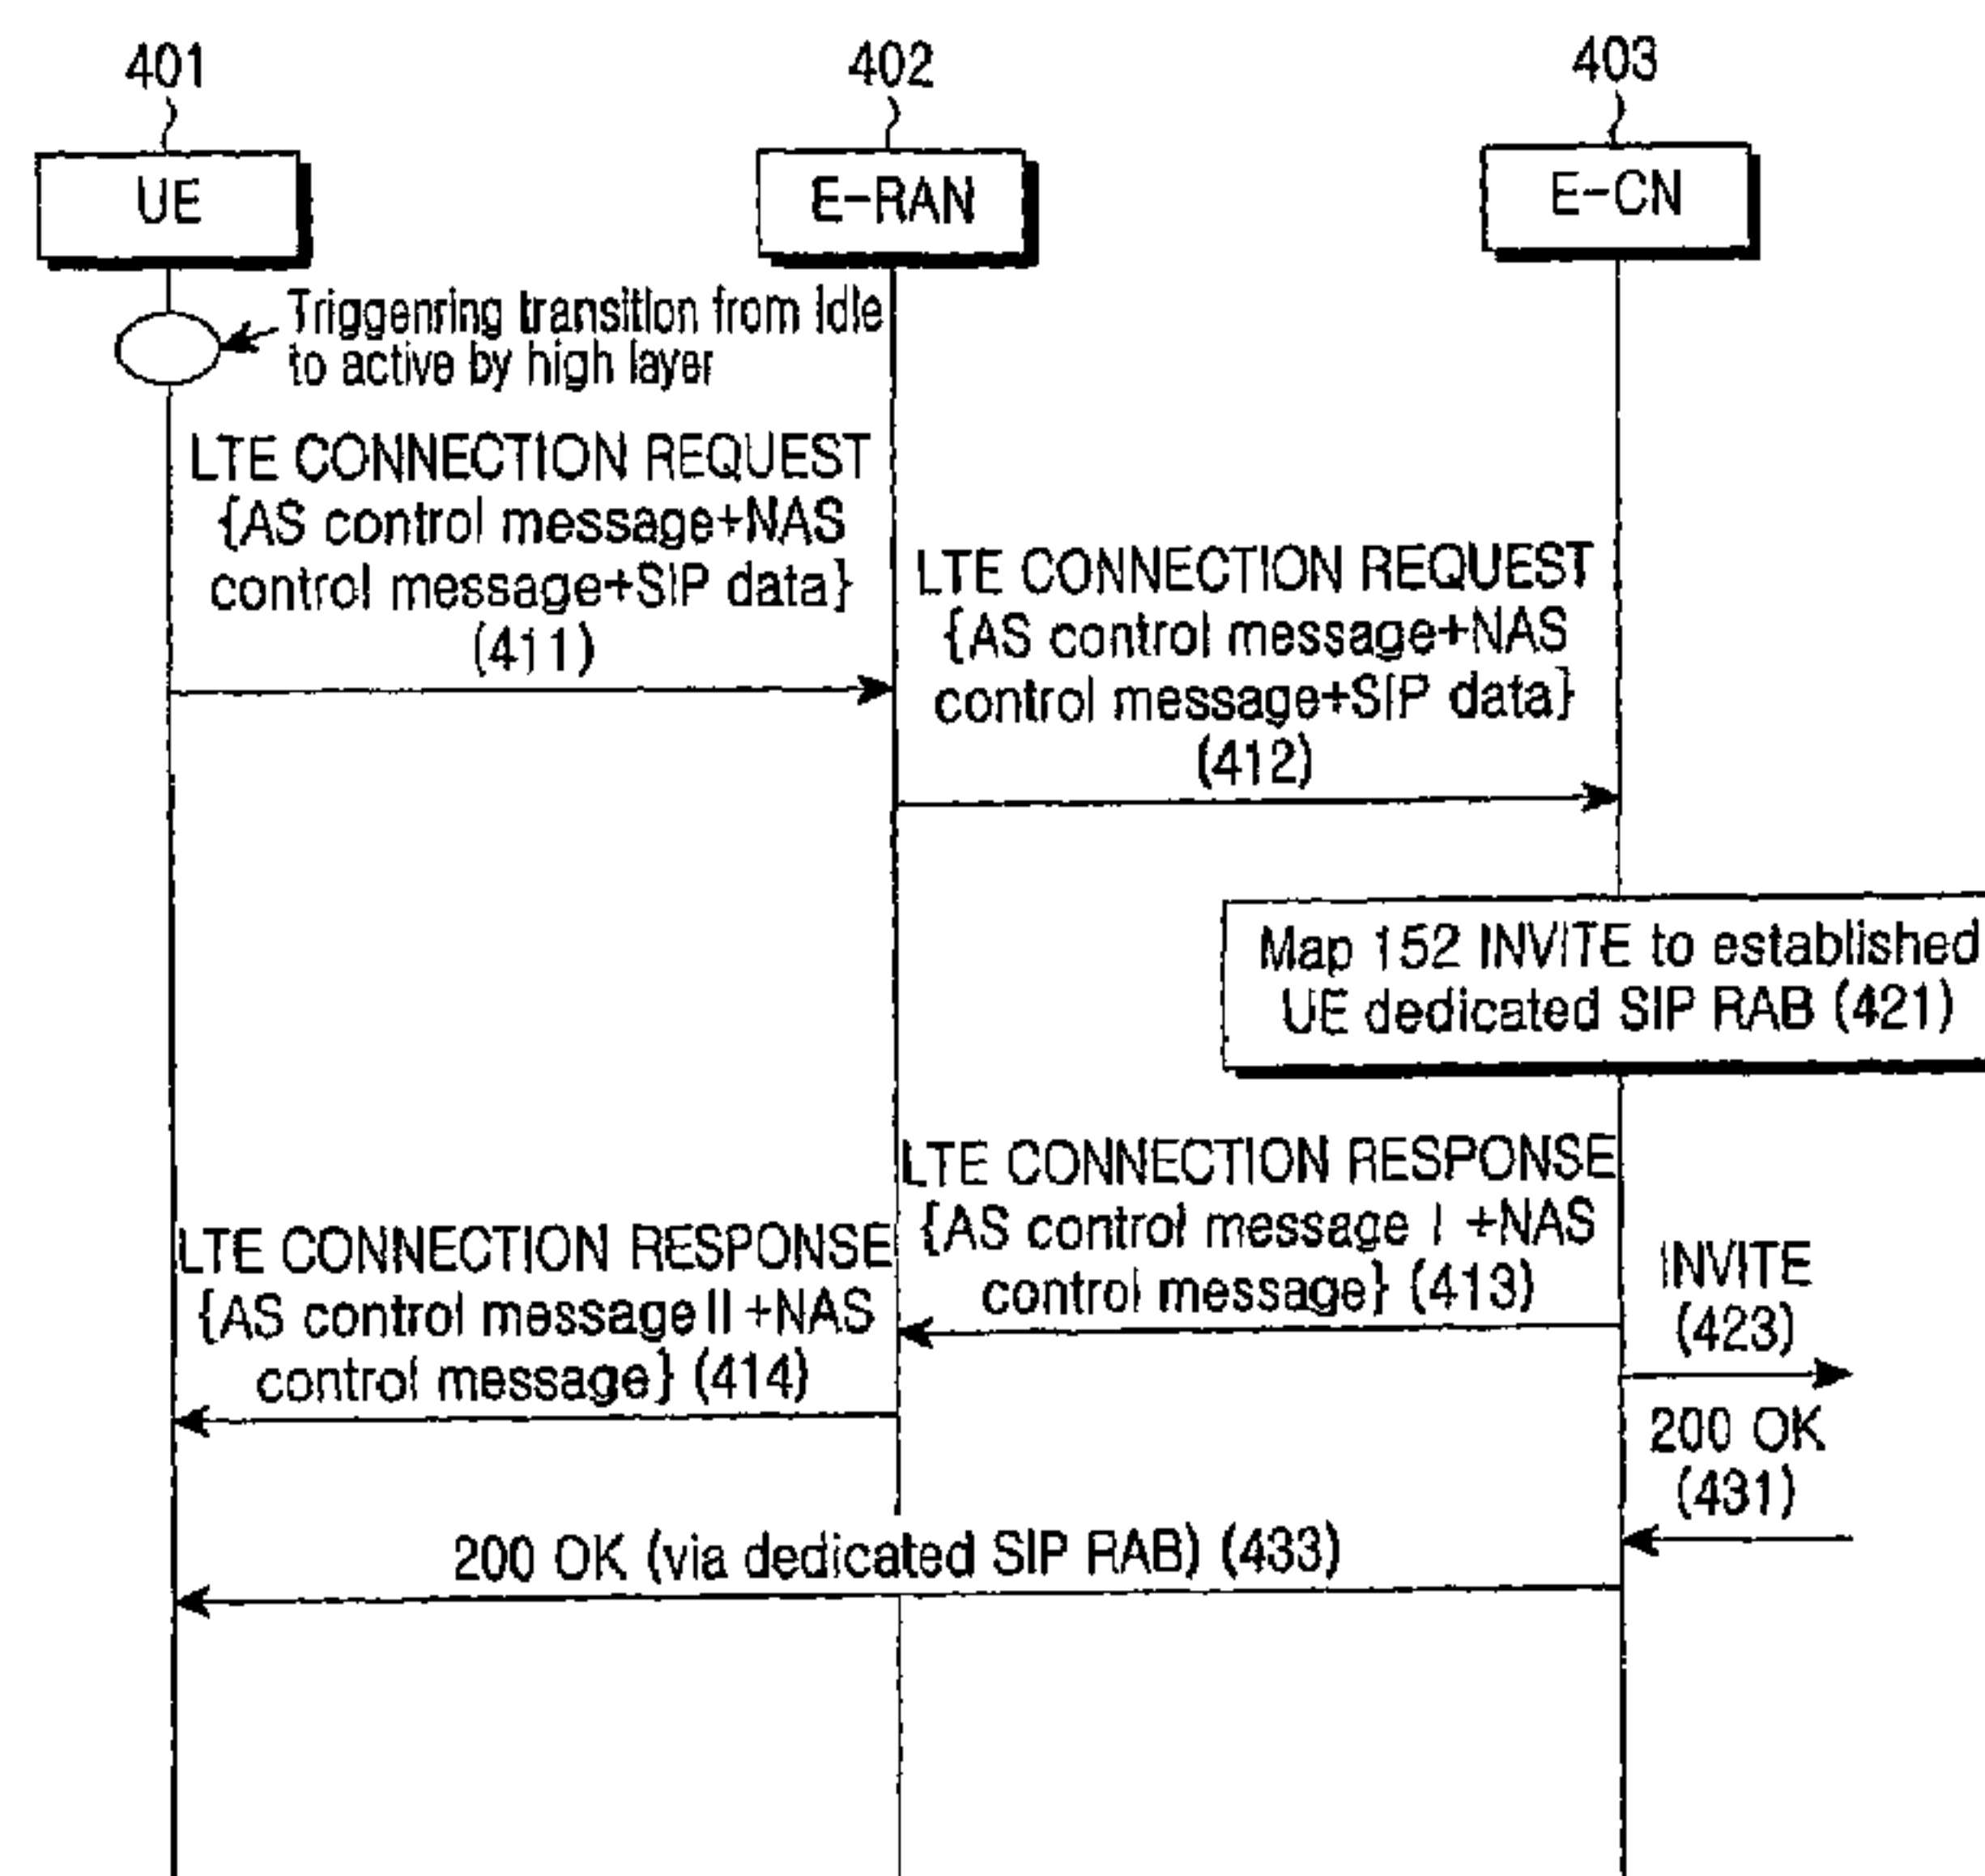 401
402
403
UE
E-RAN
E-CN
Triggenring transition from Idle
to active by high layer
LTE CONNECTION REQUEST
{AS control message+NAS
control message+SIP data}
(411)
LTE CONNECTION REQUEST
{AS control message+NAS
control message+SIP data}
(412)
Map 152 INVITE to established
UE dedicated SIP RAB (421)
LTE CONNECTION RESPONSE
{AS control message I +NAS
control message} (413)
LTE CONNECTION RESPONSE
{AS control message II +NAS
control message} (414)
INVITE
(423)
200 OK
(431)
200 OK (via dedicated SIP RAB) (433)